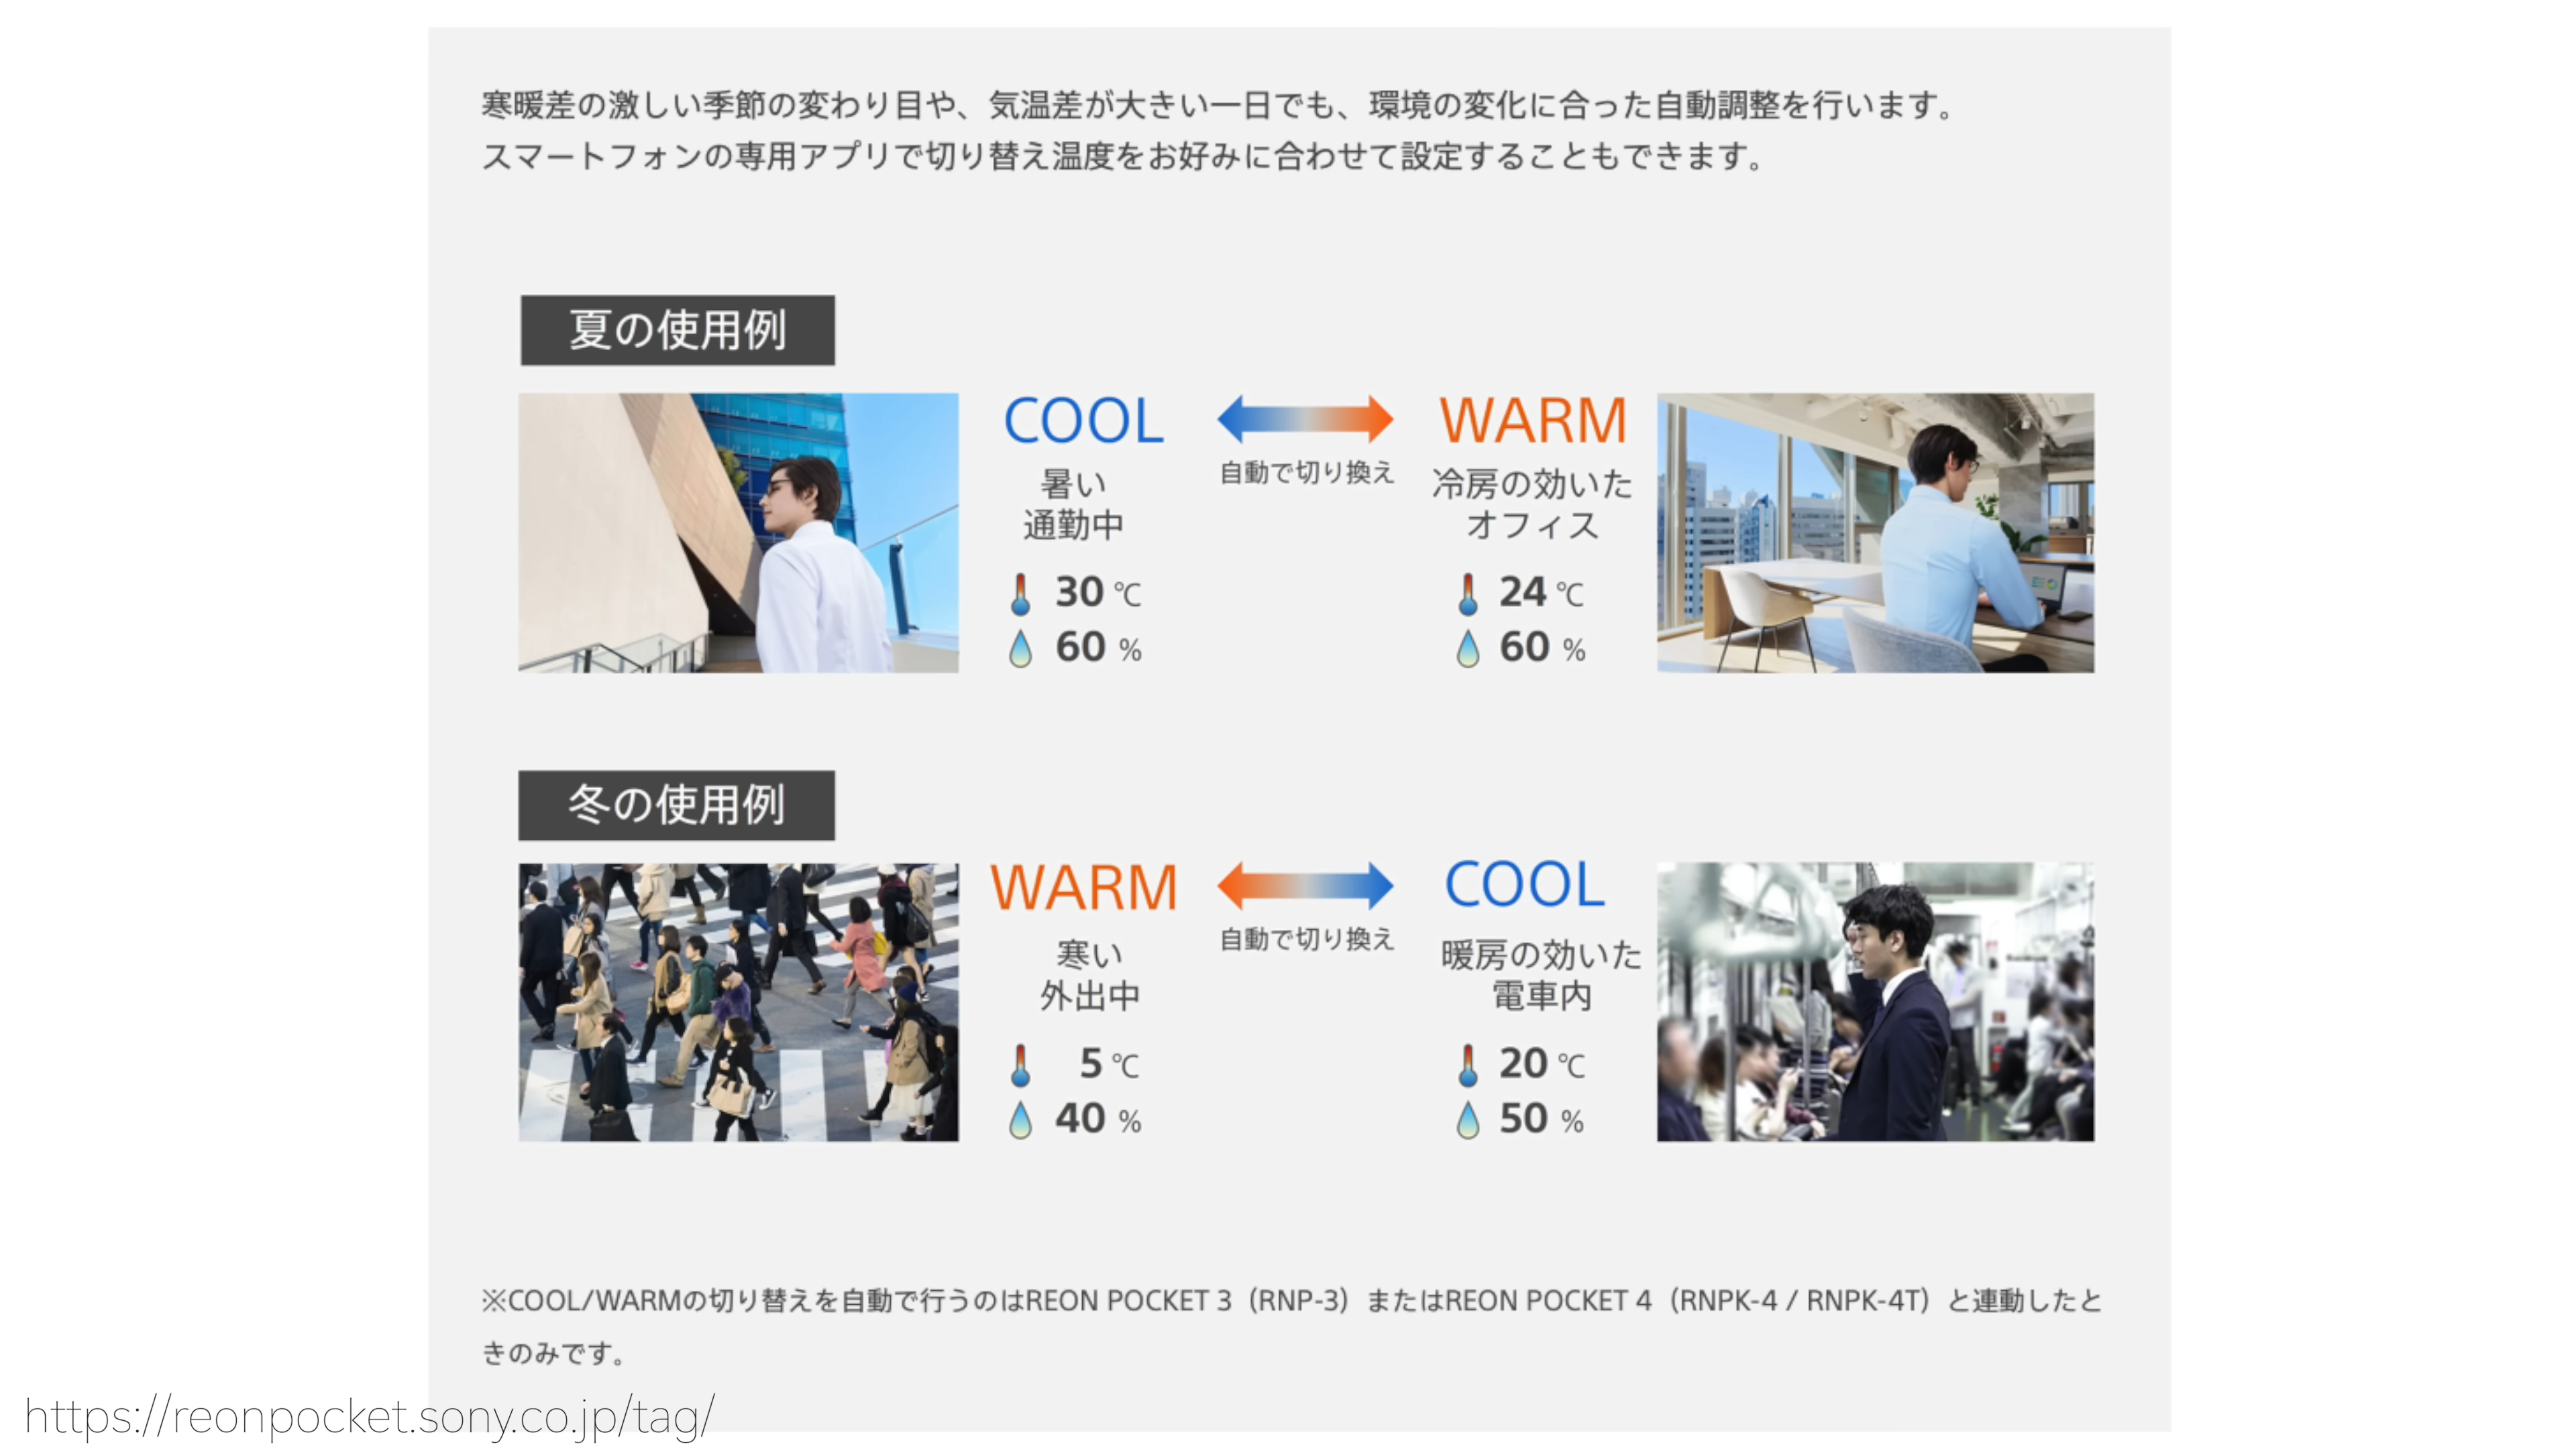 寒暖差の激しい季節の変わり目や、気温差が大きい一日でも、環境の変化に合った自動調整を行います。
スマートフォンの専用アプリで切り替え温度をお好みに合わせて設定することもできます。
夏の使用例
COOL
暑い
通勤中
30 ℃
60 %
自動で切り換え
WARM
冷房の効いた
オフィス
24 ℃
60 %
冬の使用例
WARM
寒い
外出中
5 ℃
40 %
自動で切り換え
COOL
暖房の効いた
電車内
20 ℃
50 %
※COOL/WARMの切り替えを自動で行うのはREON POCKET 3（RNP-3）またはREON POCKET 4（RNPK-4 / RNPK-4T）と連動したと
きのみです。
https://reonpocket.sony.co.jp/tag/